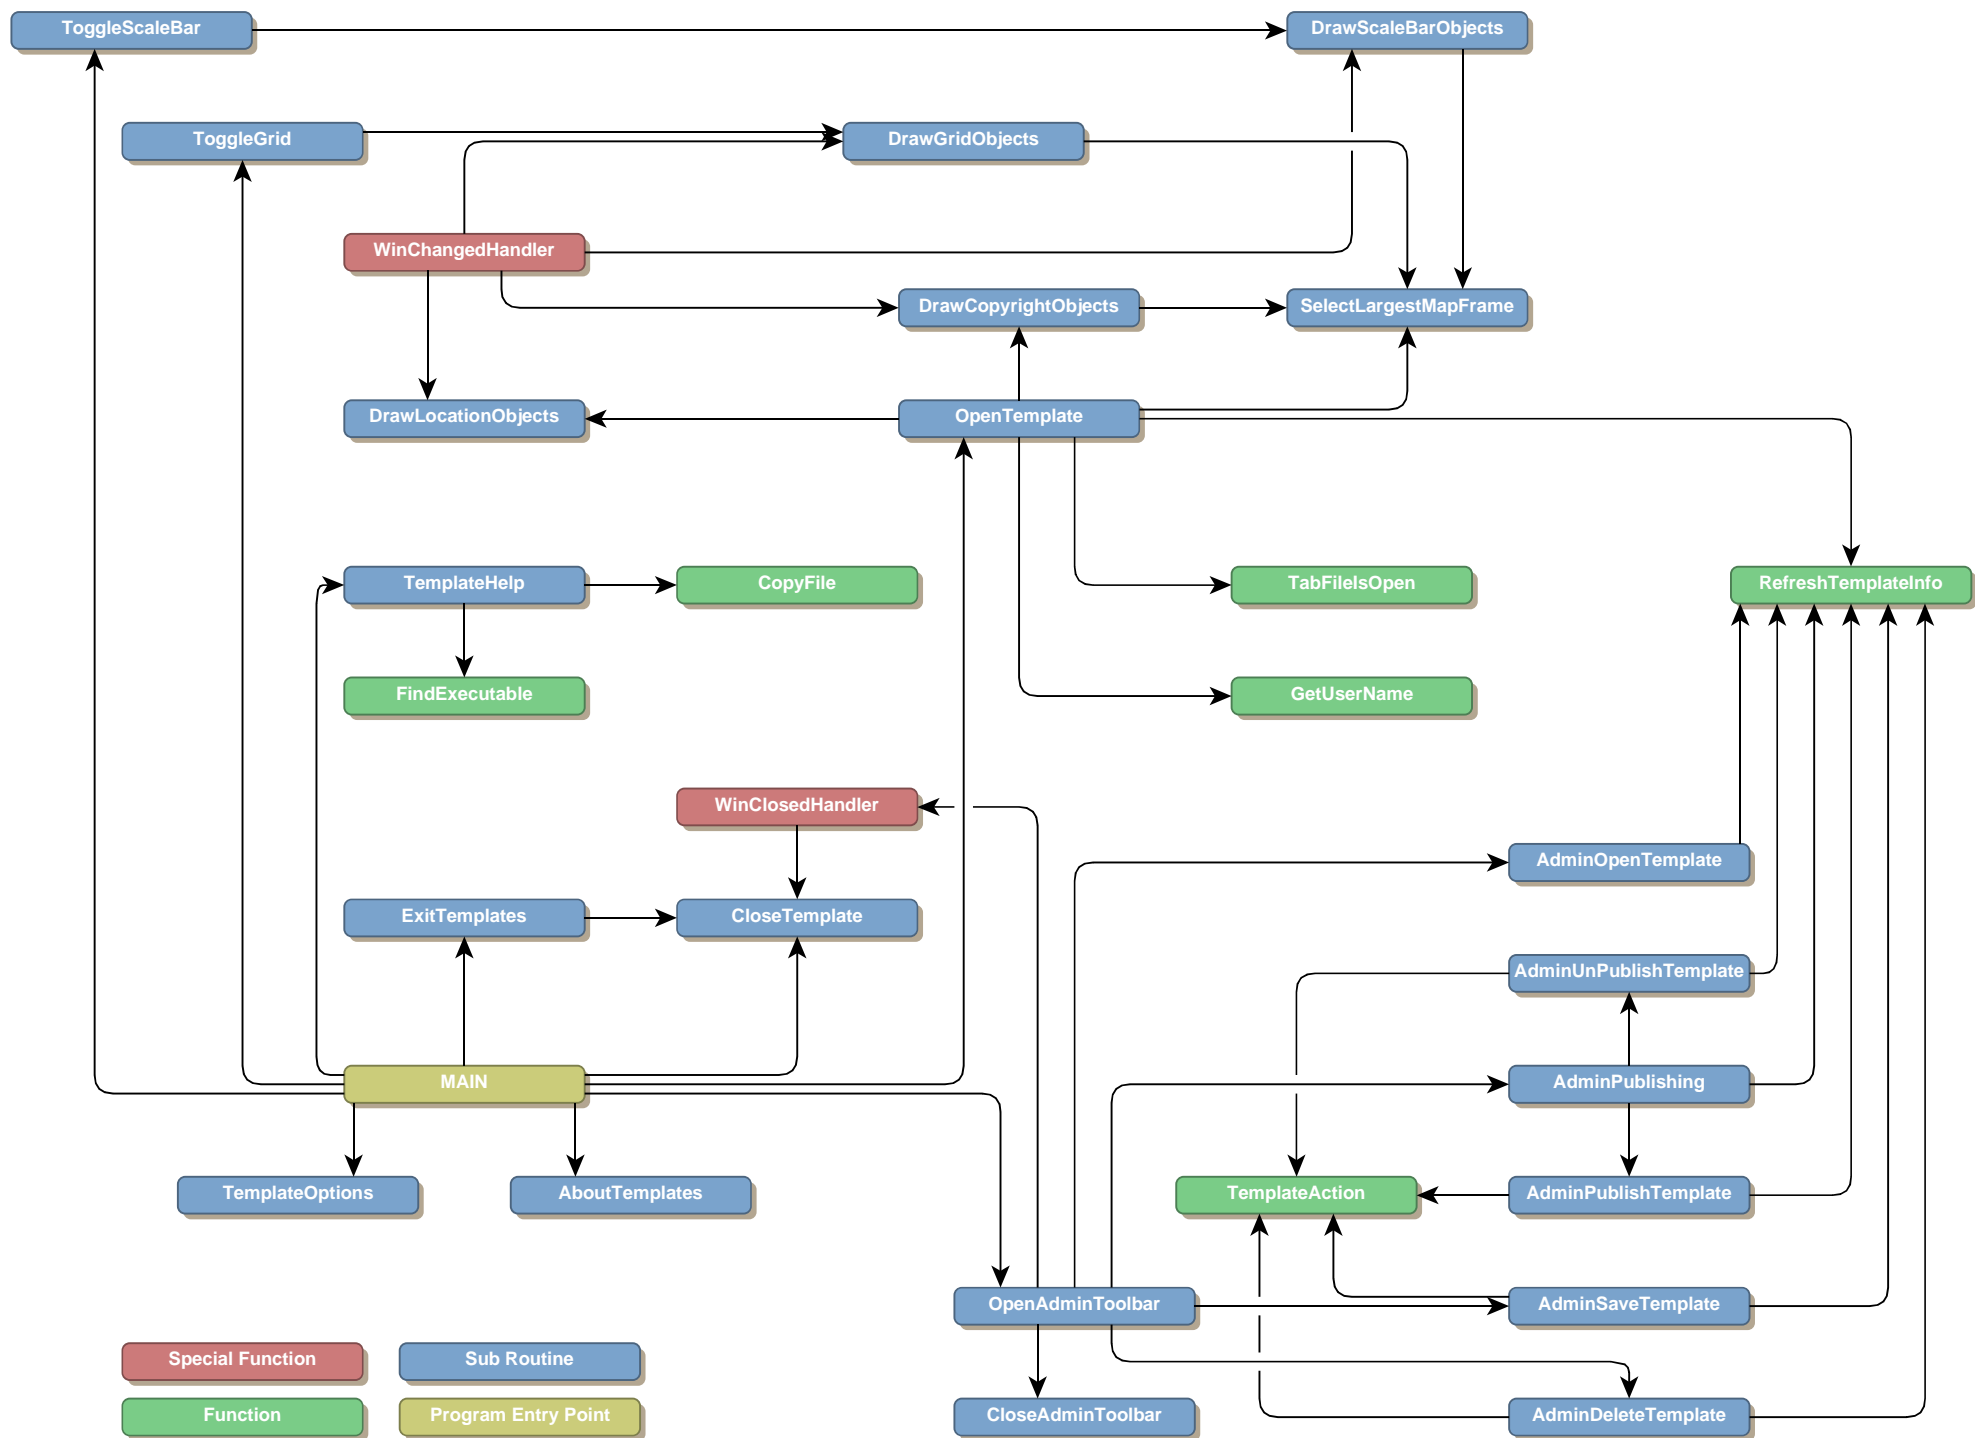 ToggleScaleBar
DrawScaleBarObjects
ToggleGrid
DrawGridObjects
WinChangedHandler
DrawCopyrightObjects
SelectLargestMapFrame
DrawLocationObjects
OpenTemplate
TemplateHelp
CopyFile
TabFileIsOpen
RefreshTemplateInfo
FindExecutable
GetUserName
WinClosedHandler
AdminOpenTemplate
ExitTemplates
CloseTemplate
AdminUnPublishTemplate
MAIN
AdminPublishing
TemplateOptions
AboutTemplates
TemplateAction
AdminPublishTemplate
OpenAdminToolbar
AdminSaveTemplate
Special Function
Sub Routine
Function
Program Entry Point
CloseAdminToolbar
AdminDeleteTemplate